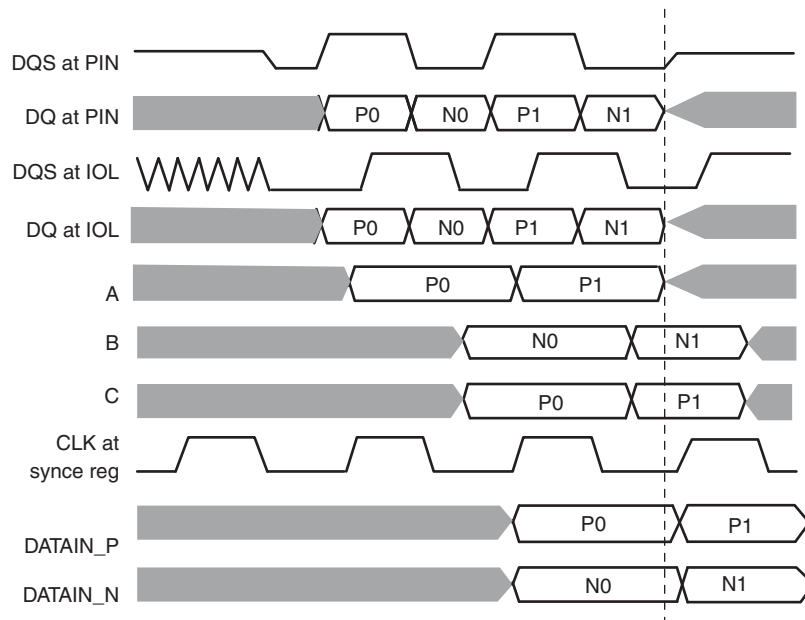 DQS at PIN
DQ at PIN P0 N0 P1 N1
DQS at IOL
DQ at IOL P0 N0 P1 N1
A P0 P1
B N0 N1
C P0 P1
CLK at
synce reg
DATAIN_P P0 P1
DATAIN_N N0 N1